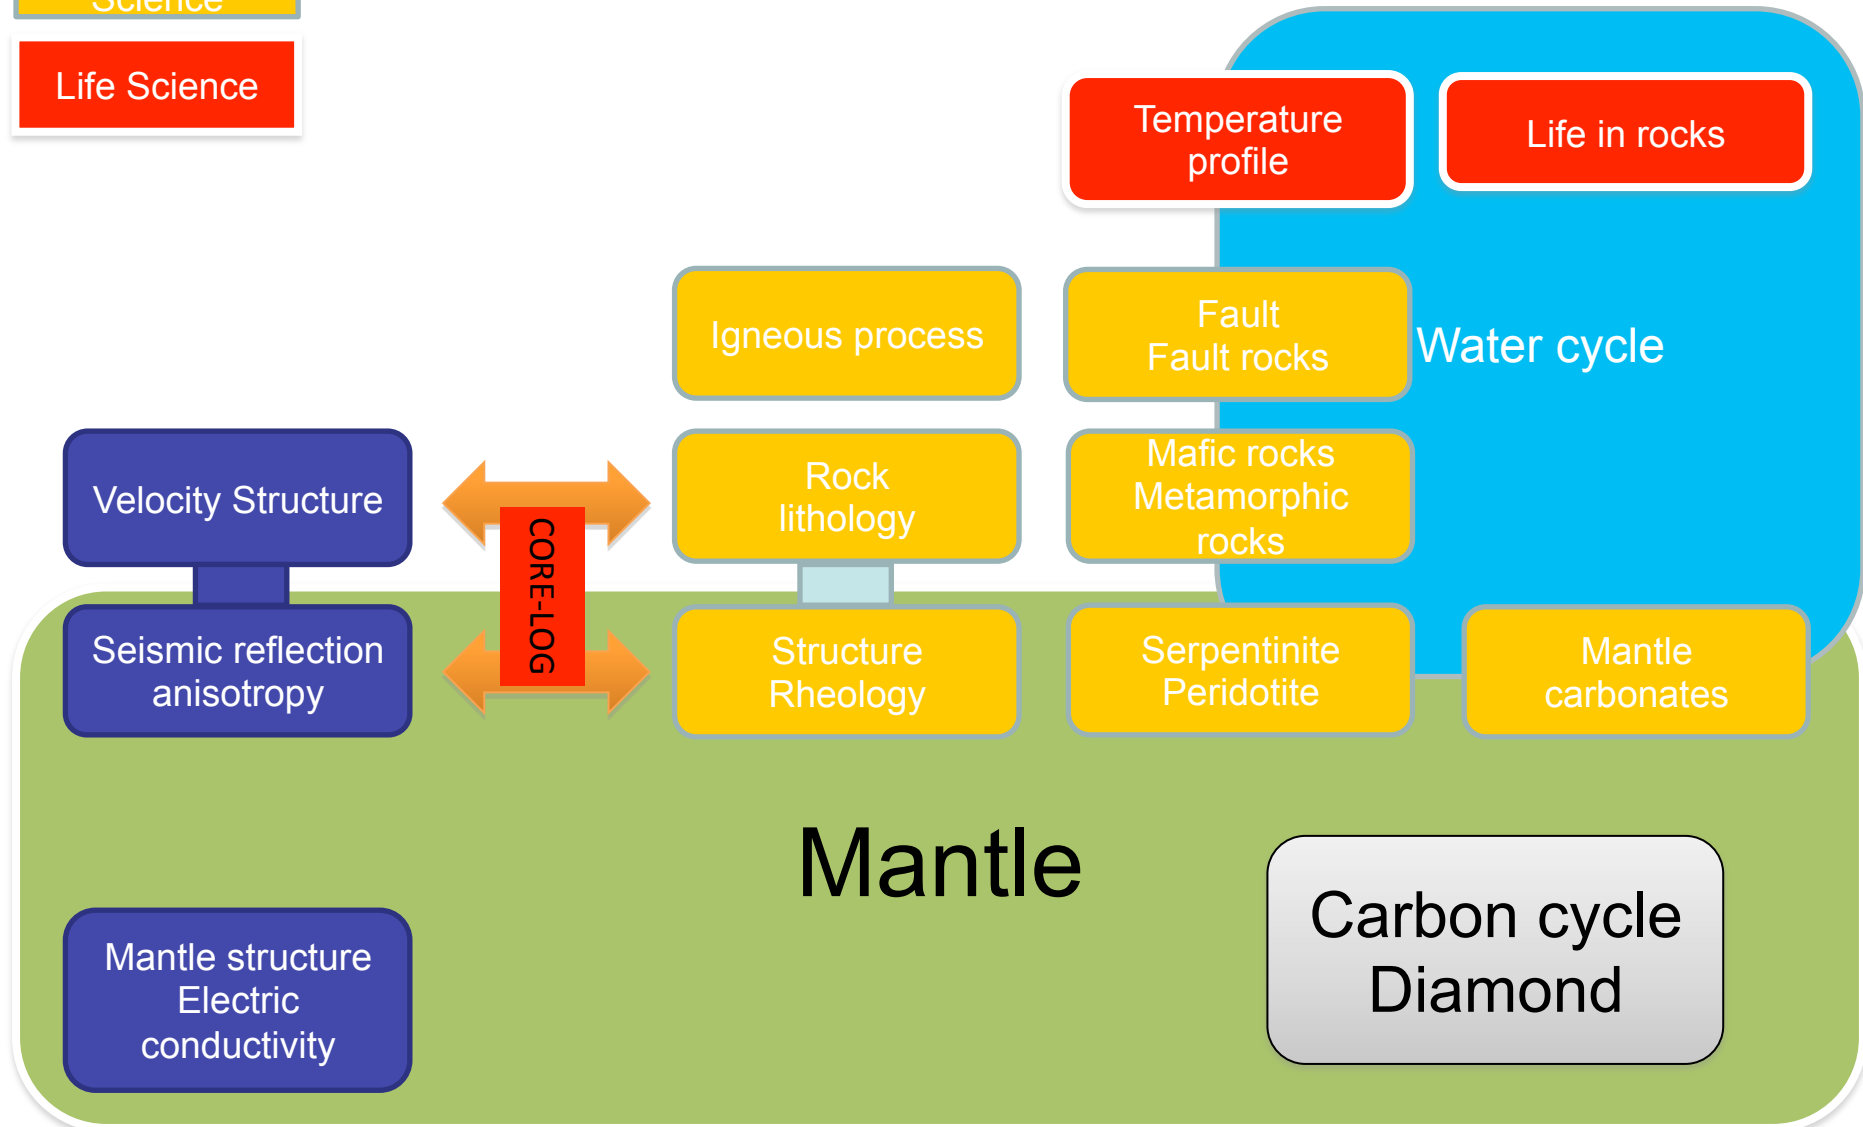 Science
Life Science
Temperature
profile
Life in rocks
Igneous process
Fault
Fault rocks
Water cycle
Velocity Structure
Rock
lithology
Mafic rocks
Metamorphic
rocks
CORE-LOG
Seismic reflection
anisotropy
Structure
Rheology
Serpentinite
Peridotite
Mantle
carbonates
Mantle
Mantle structure
Electric
conductivity
Carbon cycle
Diamond